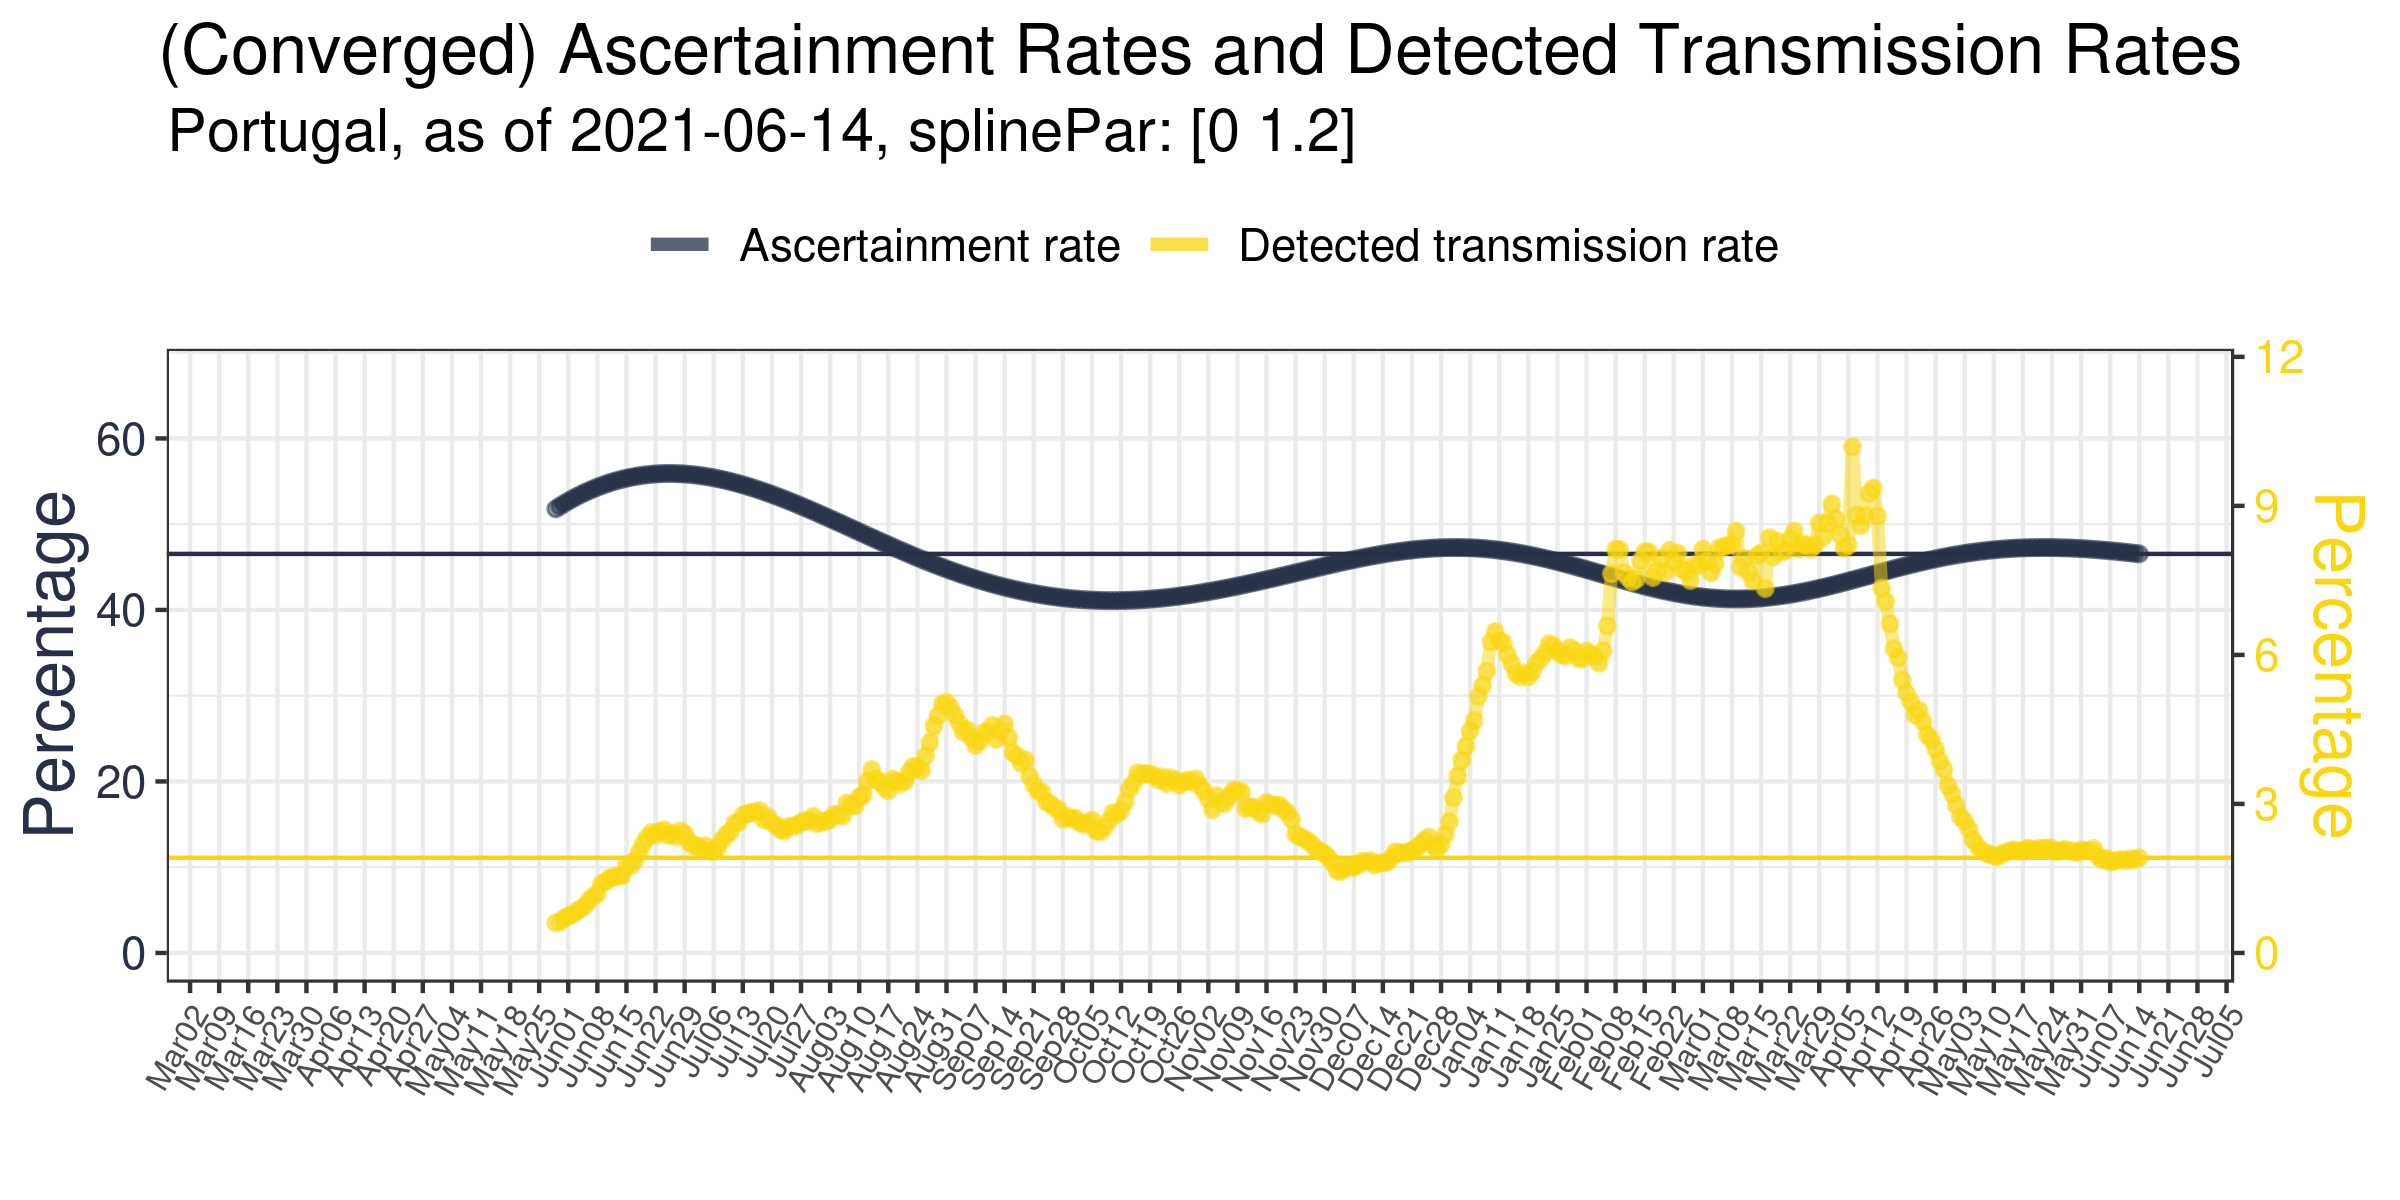 (Converged) Ascertainment Rates and Detected Transmission Rates
Portugal, as of 2021-06-14, splinePar: [0 1.2]
Ascertainment rate
Detected transmission rate
Percentage
60
40
20
0
12
9
6
3
0
Percentage
Mar02
Mar09
Mar16
Mar23
Mar30
Apr06
Apr13
Apr20
Apr27
May04
May11
May18
May25
Jun01
Jun08
Jun15
Jun22
Jun29
Jul06
Jul13
Jul20
Jul27
Aug03
Aug10
Aug17
Aug24
Aug31
Sep07
Sep14
Sep21
Sep28
Oct05
Oct12
Oct19
Oct26
Nov02
Nov09
Nov16
Nov23
Nov30
Dec07
Dec14
Dec21
Dec28
Jan04
Jan11
Jan18
Jan25
Feb01
Feb08
Feb15
Feb22
Mar01
Mar08
Mar15
Mar22
Mar29
Apr05
Apr12
Apr19
Apr26
May03
May10
May17
May24
May31
Jun07
Jun14
Jun21
Jun28
Jul05